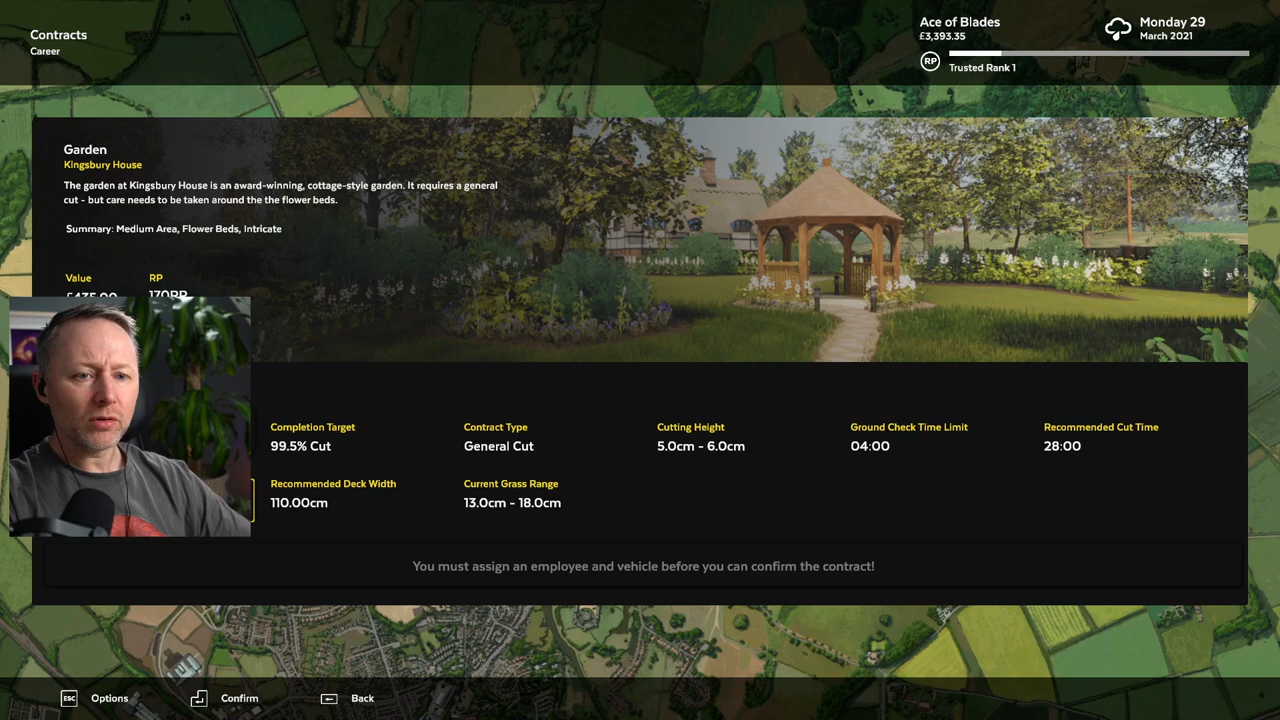 Contracts
Career
Ace of Blades
£3,393.35
Monday 29
March 2021
RP
Trusted Rank 1
Garden
Kingsbury House
The garden at Kingsbury House is an award-winning, cottage-style garden. It requires a general
cut - but care needs to be taken around the the flower beds.
Summary: Medium Area, Flower Beds, Intricate
Value RP
170RP
Completion Target
99.5% Cut
Contract Type
General Cut
Cutting Height
5.0cm - 6.0cm
Ground Check Time Limit
04:00
Recommended Cut Time
28:00
Recommended Deck Width
110.00cm
Current Grass Range
13.0cm - 18.0cm
You must assign an employee and vehicle before you can confirm the contract!
ESC Options Confirm Back